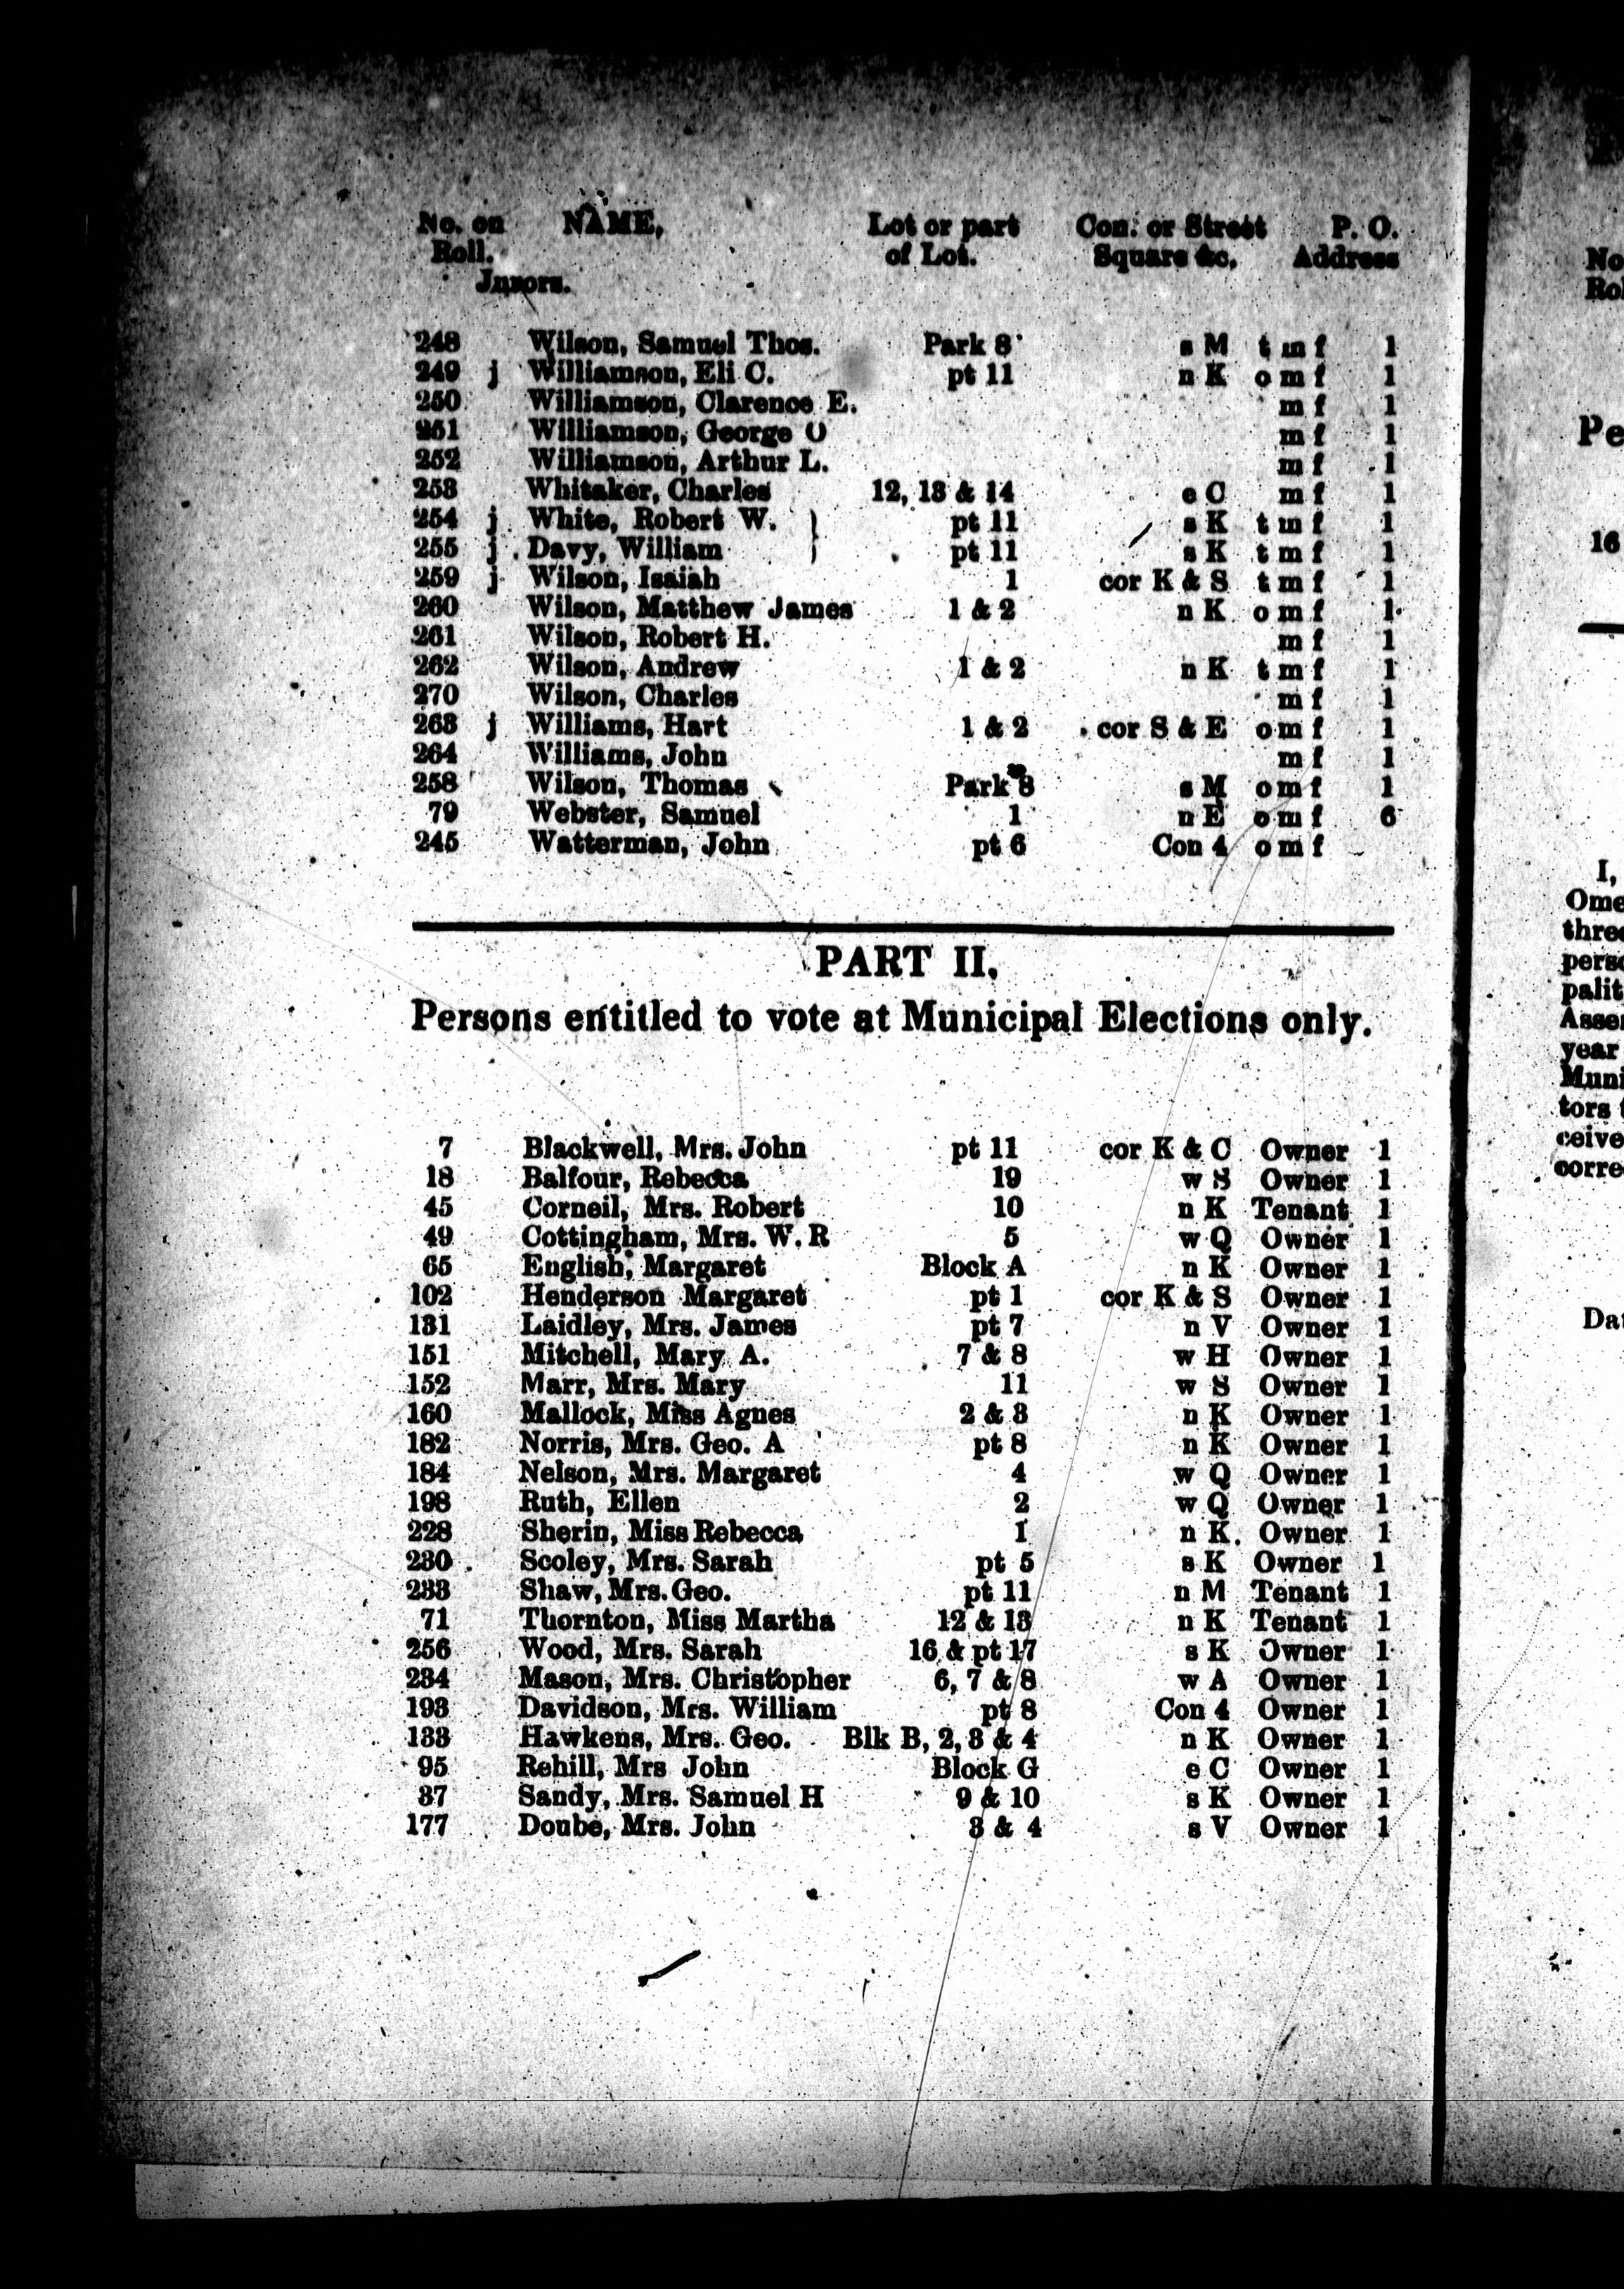 No. on NAME, Lot or part Con. or Street P. O.
Roll. of Lot. Square &c. Address
Jurors.
248 Wilson, Samuel Thos. Park 8 s M t m f 1
249 j Williamson, Eli C. pt 11 n K o m f 1
250 Williamson, Clarence E. m f 1
251 Williamson, George O m f 1
252 Williamson, Arthur L. m f 1
253 Whitaker, Charles 12, 13 & 14 e C m f 1
254 j White, Robert W. } pt 11 s K t m f 1
255 j Davy, William } pt 11 s K t m f 1
259 j Wilson, Isaiah 1 cor K & S t m f 1
260 Wilson, Matthew James 1 & 2 n K o m f 1
261 Wilson, Robert H. m f 1
262 Wilson, Andrew 1 & 2 n K t m f 1
270 Wilson, Charles m f 1
263 j Williams, Hart 1 & 2 cor S & E o m f 1
264 Williams, John m f 1
258 Wilson, Thomas Park 8 s M o m f 1
79 Webster, Samuel 1 n E o m f 6
245 Watterman, John pt 6 Con 4 o m f
PART II.
Persons entitled to vote at Municipal Elections only.
7 Blackwell, Mrs. John pt 11 cor K & C Owner 1
18 Balfour, Rebecca 19 w S Owner 1
45 Corneil, Mrs. Robert 10 n K Tenant 1
49 Cottingham, Mrs. W. R 5 w Q Owner 1
65 English, Margaret Block A n K Owner 1
102 Henderson Margaret pt 1 cor K & S Owner 1
131 Laidley, Mrs. James pt 7 n V Owner 1
151 Mitchell, Mary A. 7 & 8 w H Owner 1
152 Marr, Mrs. Mary 11 w S Owner 1
160 Mallock, Miss Agnes 2 & 3 n K Owner 1
182 Norris, Mrs. Geo. A pt 8 n K Owner 1
184 Nelson, Mrs. Margaret 4 w Q Owner 1
198 Ruth, Ellen 2 w Q Owner 1
228 Sherin, Miss Rebecca 1 n K. Owner 1
230 Scoley, Mrs. Sarah pt 5 s K Owner 1
233 Shaw, Mrs. Geo. pt 11 n M Tenant 1
71 Thornton, Miss Martha 12 & 13 n K Tenant 1
256 Wood, Mrs. Sarah 16 & pt 17 s K Owner 1
234 Mason, Mrs. Christopher 6, 7 & 8 w A Owner 1
193 Davidson, Mrs. William pt 8 Con 4 Owner 1
133 Hawkens, Mrs. Geo. Blk B, 2, 3 & 4 n K Owner 1
95 Rehill, Mrs John Block G e C Owner 1
37 Sandy, Mrs. Samuel H 9 & 10 s K Owner 1
177 Doube, Mrs. John 3 & 4 s V Owner 1
No
Ro
Pe
16
I,
Ome
three
perso
palit
Asse
year
Muni
tors t
ceive
corre
Da